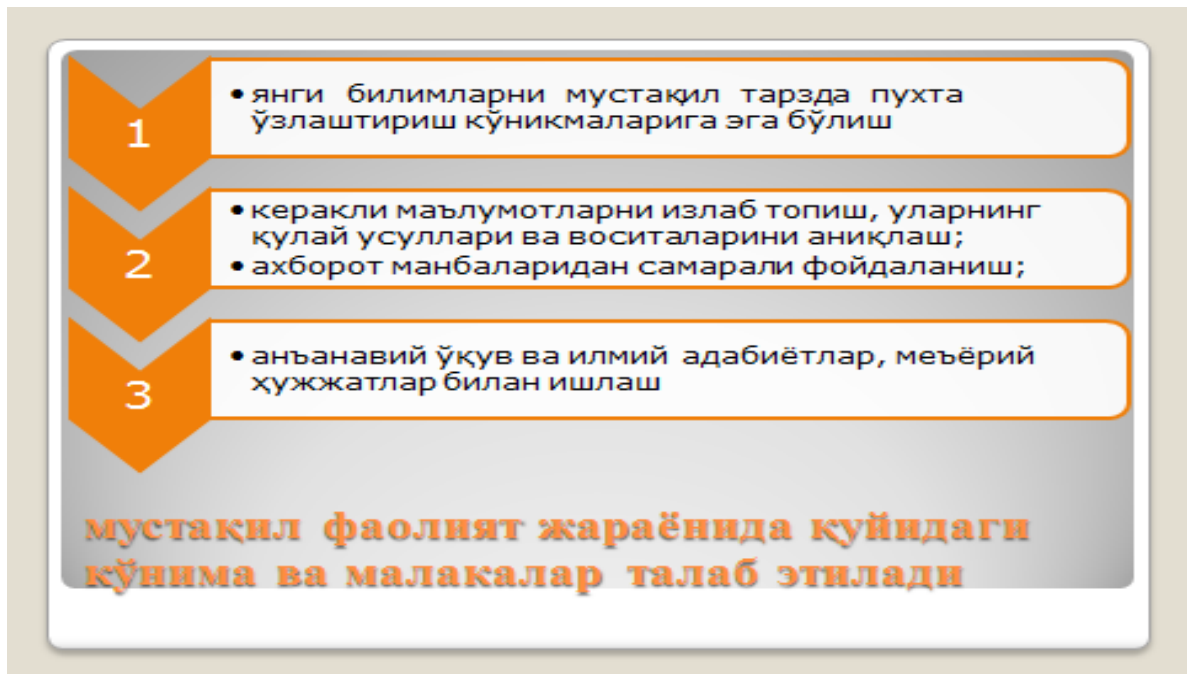 1
• янги билимларни мустақил тарзда пухта
ўзлаштириш кўникмаларига эга бўлиш
2
• керакли маълумотларни излаб топиш, уларнинг
қулай усуллари ва воситаларини аниқлаш;
• ахборот манбаларидан самарали фойдаланиш;
3
• анъанавий ўқув ва илмий адабиётлар, меъёрий
ҳужжатлар билан ишлаш
мустақил фаолият жараёнида қуйидаги
кўнима ва малакалар талаб этилади